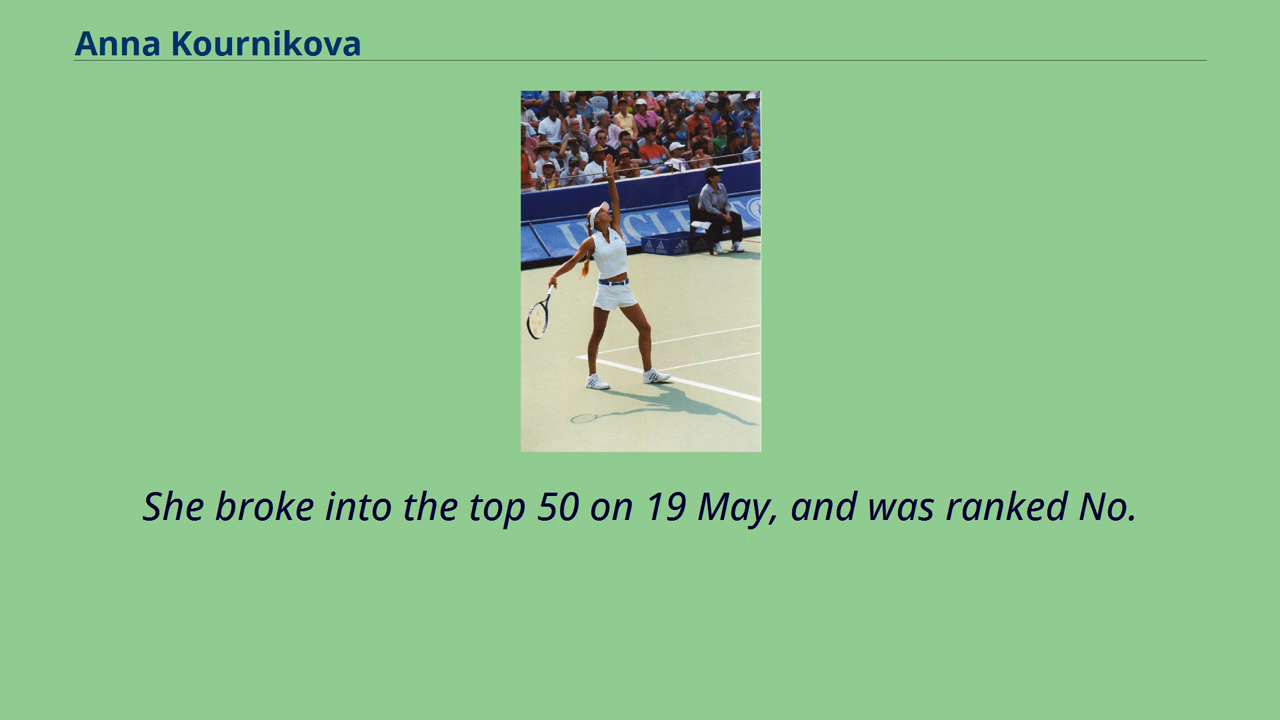 Anna Kournikova
She broke into the top 50 on 19 May, and was ranked No.